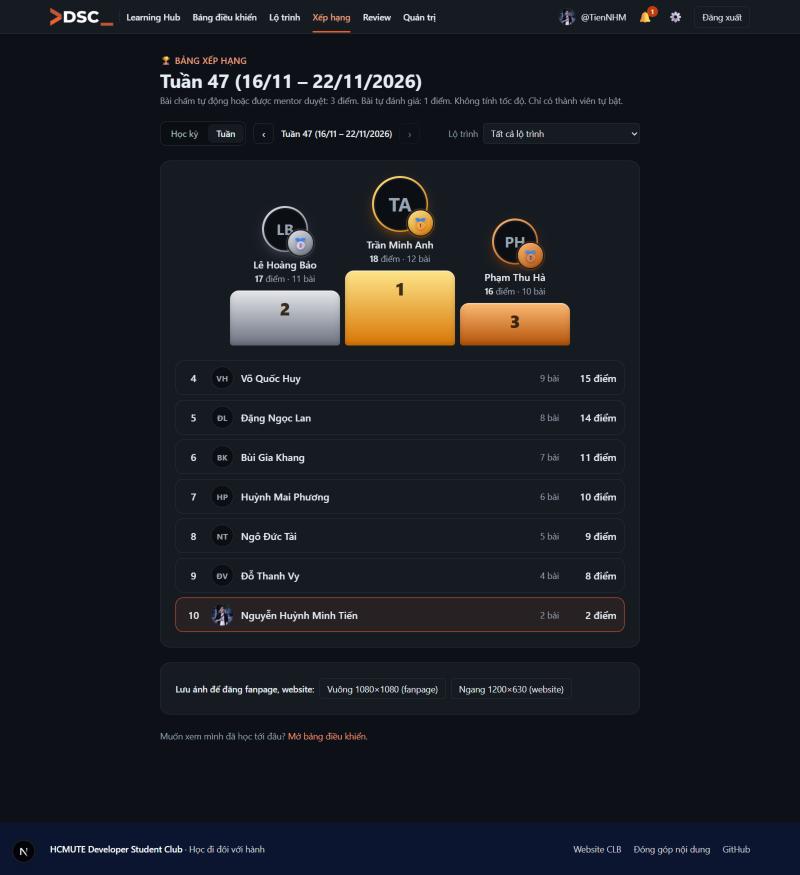 >DSC_ Learning Hub Bảng điều khiển Lộ trình Xếp hạng Review Quản trị @TienNHM 1 Đăng xuất
BẢNG XẾP HẠNG
Tuần 47 (16/11 – 22/11/2026)
Bài chấm tự động hoặc được mentor duyệt: 3 điểm. Bài tự đánh giá: 1 điểm. Không tính tốc độ. Chỉ có thành viên tự bật.
Học kỳ Tuần ‹ Tuần 47 (16/11 – 22/11/2026) › Lộ trình Tất cả lộ trình
TA
1
Trần Minh Anh
18 điểm · 12 bài
1
LB
2
Lê Hoàng Bảo
17 điểm · 11 bài
2
PH
3
Phạm Thu Hà
16 điểm · 10 bài
3
4 VH Võ Quốc Huy 9 bài 15 điểm
5 ĐL Đặng Ngọc Lan 8 bài 14 điểm
6 BK Bùi Gia Khang 7 bài 11 điểm
7 HP Huỳnh Mai Phương 6 bài 10 điểm
8 NT Ngô Đức Tài 5 bài 9 điểm
9 ĐV Đỗ Thanh Vy 4 bài 8 điểm
10 Nguyễn Huỳnh Minh Tiến 2 bài 2 điểm
Lưu ảnh để đăng fanpage, website: Vuông 1080×1080 (fanpage) Ngang 1200×630 (website)
Muốn xem mình đã học tới đâu? Mở bảng điều khiển.
N HCMUTE Developer Student Club · Học đi đôi với hành Website CLB Đóng góp nội dung GitHub